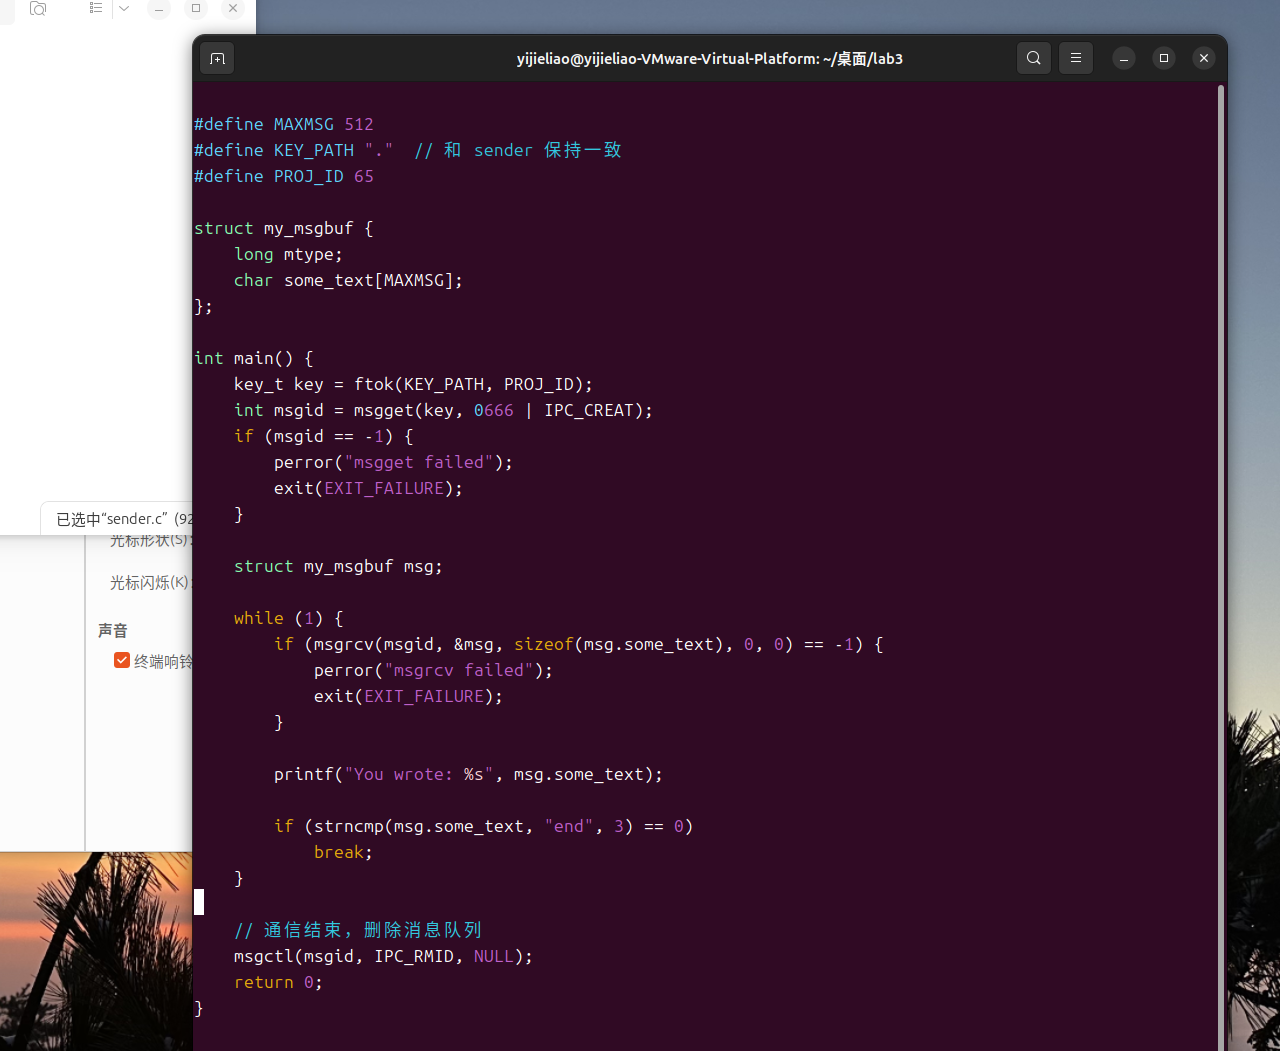 yijieliao@yijieliao-VMware-Virtual-Platform: ~/桌面/lab3
#define MAXMSG 512
#define KEY_PATH "."  // 和 sender 保持一致
#define PROJ_ID 65
struct my_msgbuf {
    long mtype;
    char some_text[MAXMSG];
};
int main() {
    key_t key = ftok(KEY_PATH, PROJ_ID);
    int msgid = msgget(key, 0666 | IPC_CREAT);
    if (msgid == -1) {
        perror("msgget failed");
        exit(EXIT_FAILURE);
    }
    struct my_msgbuf msg;
    while (1) {
        if (msgrcv(msgid, &msg, sizeof(msg.some_text), 0, 0) == -1) {
            perror("msgrcv failed");
            exit(EXIT_FAILURE);
        }
        printf("You wrote: %s", msg.some_text);
        if (strncmp(msg.some_text, "end", 3) == 0)
            break;
    }
    // 通信结束，删除消息队列
    msgctl(msgid, IPC_RMID, NULL);
    return 0;
}
已选中“sender.c” (92
光标形状(S):
光标闪烁(K):
声音
终端响铃